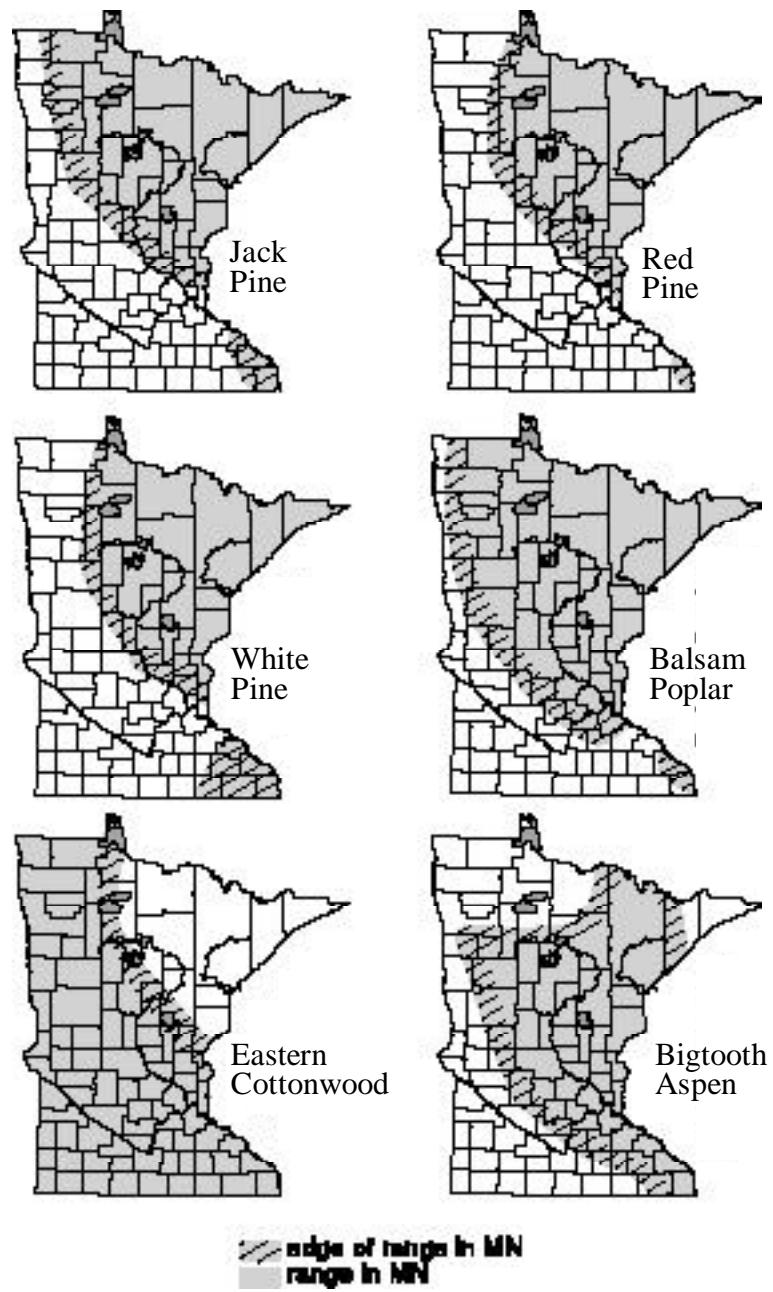 Jack
Pine
Red
Pine
White
Pine
Balsam
Poplar
Eastern
Cottonwood
Bigtooth
Aspen
edge of range in MN
range in MN